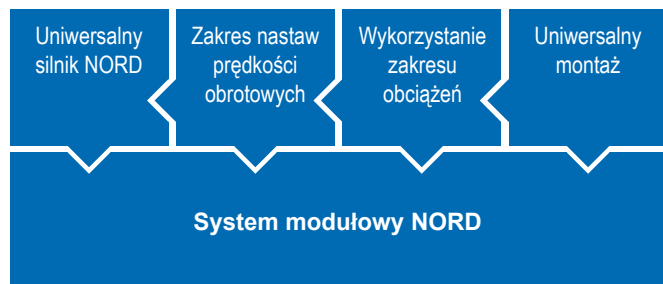 Uniwersalny
silnik NORD
Zakres nastaw
prędkości
obrotowych
Wykorzystanie
zakresu
obciążeń
Uniwersalny
montaż
System modułowy NORD